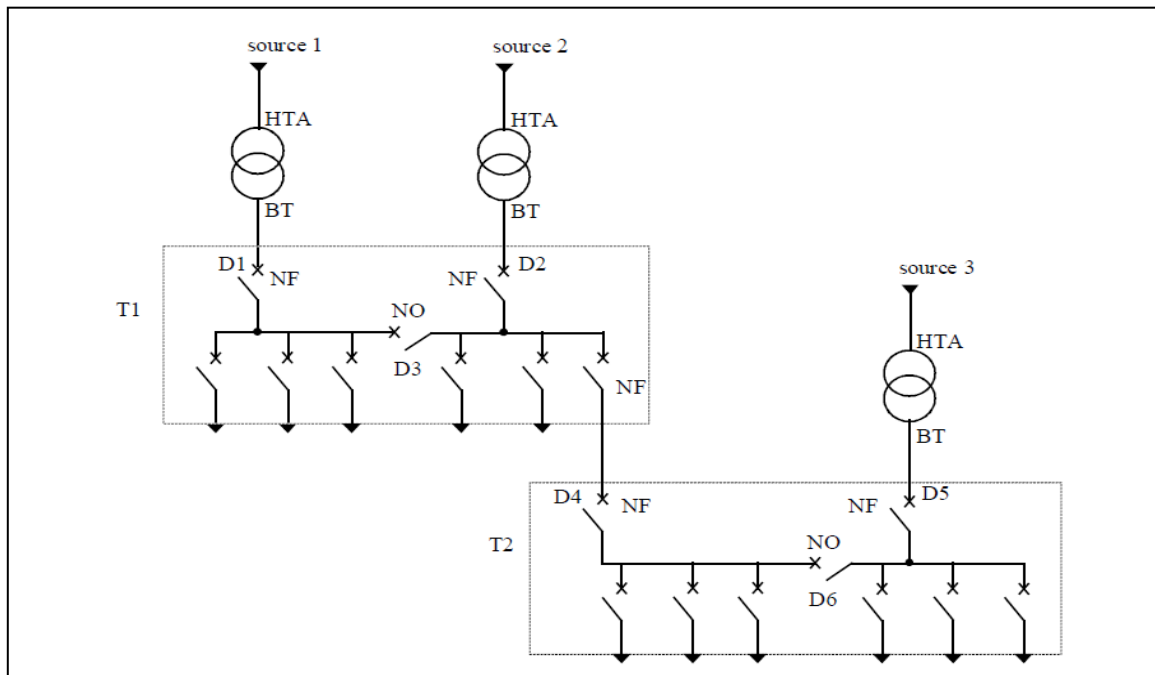 source 1
source 2
HTA
HTA
BT
BT
D1
NF
D2
NF
source 3
T1
NO
D3
HTA
NF
BT
D4
NF
D5
NF
T2
NO
D6